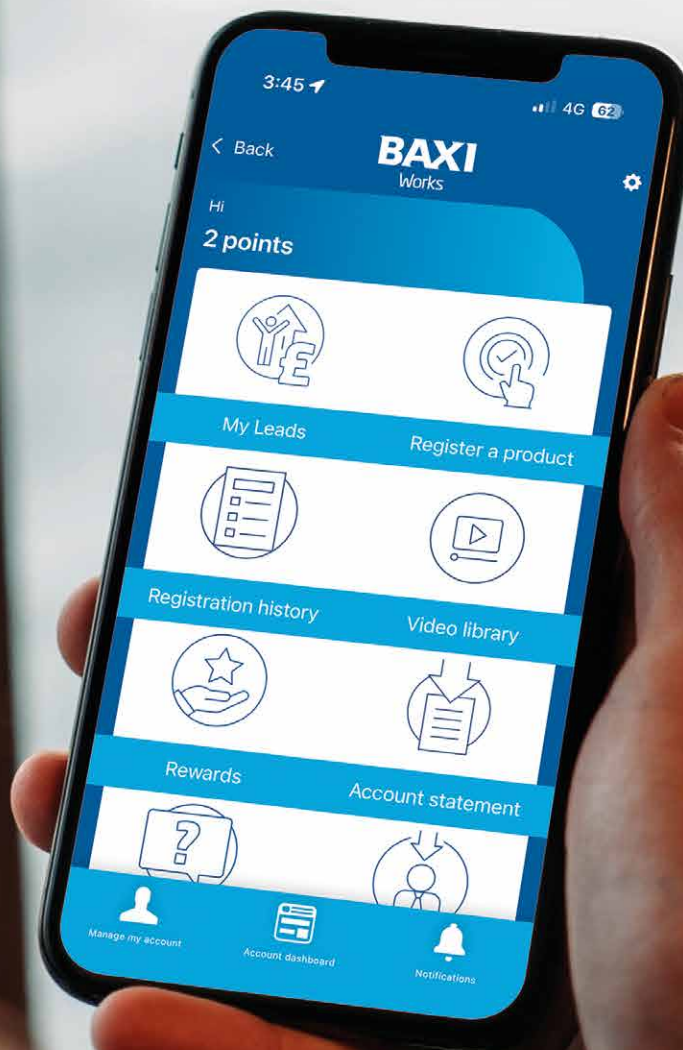 3:45
4G 62
Back
BAXI
Works
Hi
2 points
My Leads
Register a product
Registration history
Video library
Rewards
Account statement
Manage my account
Account dashboard
Notifications